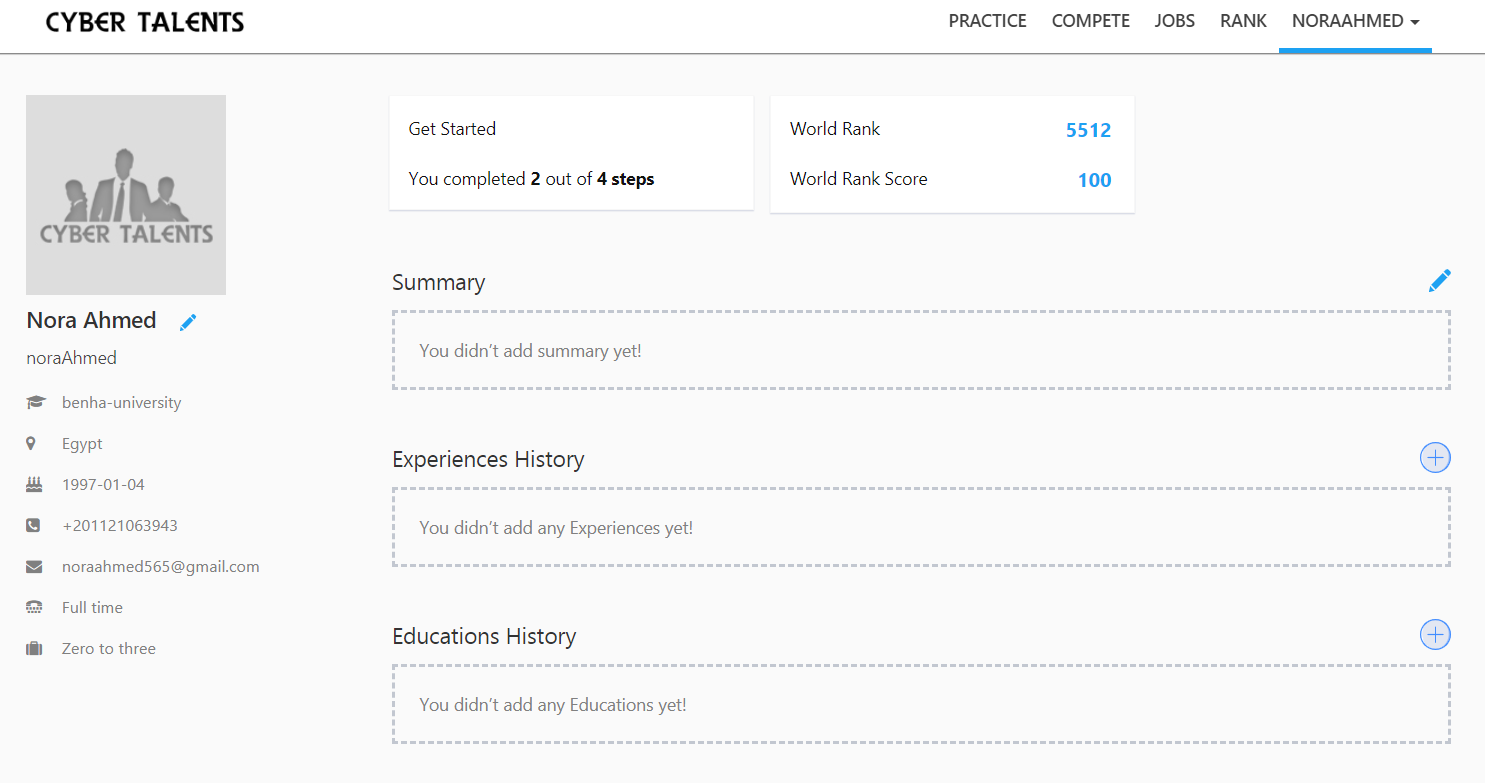 CYBER TALENTS
PRACTICE COMPETE JOBS RANK NORAAHMED
CYBER TALENTS
Nora Ahmed
noraAhmed
benha-university
Egypt
1997-01-04
+201121063943
noraahmed565@gmail.com
Full time
Zero to three
Get Started
You completed 2 out of 4 steps
World Rank 5512
World Rank Score 100
Summary
You didn’t add summary yet!
Experiences History
You didn’t add any Experiences yet!
Educations History
You didn’t add any Educations yet!